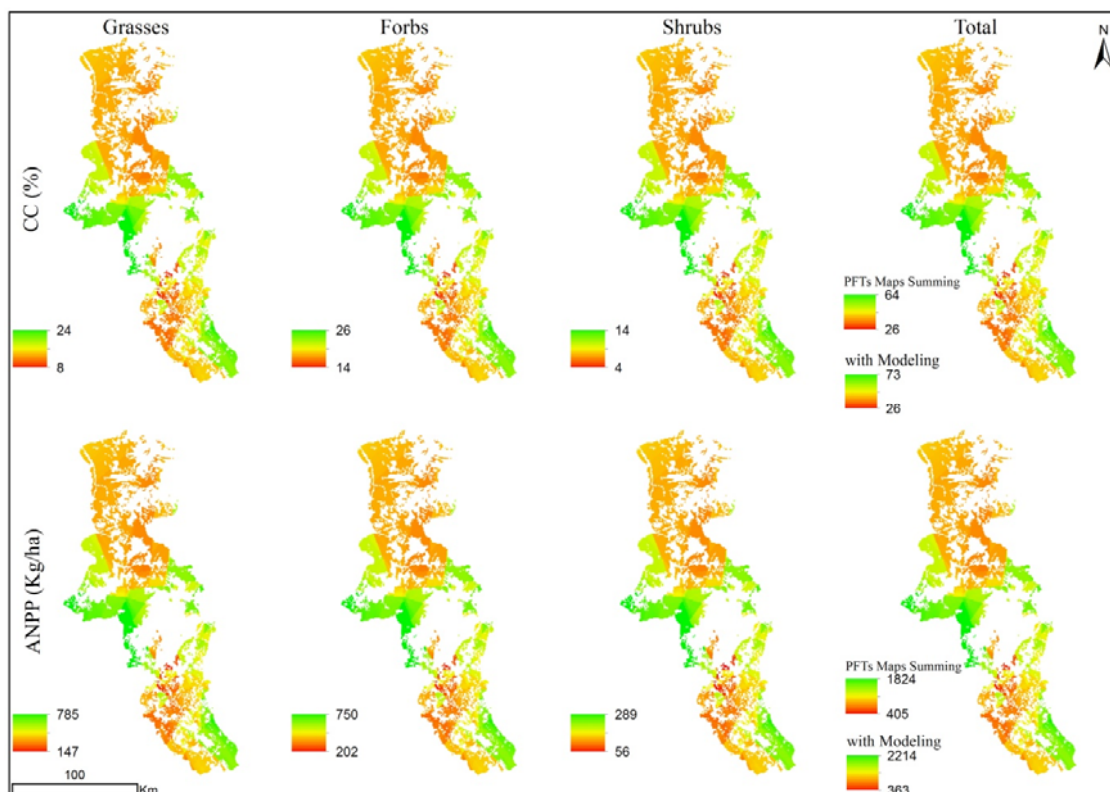 Grasses Forbs Shrubs Total
N
CC (%)
PFTs Maps Summing
64
26
24
8
26
14
14
4
with Modeling
73
26
ANPP (Kg/ha)
PFTs Maps Summing
1824
405
785
147
750
202
289
56
with Modeling
2214
363
100
Km